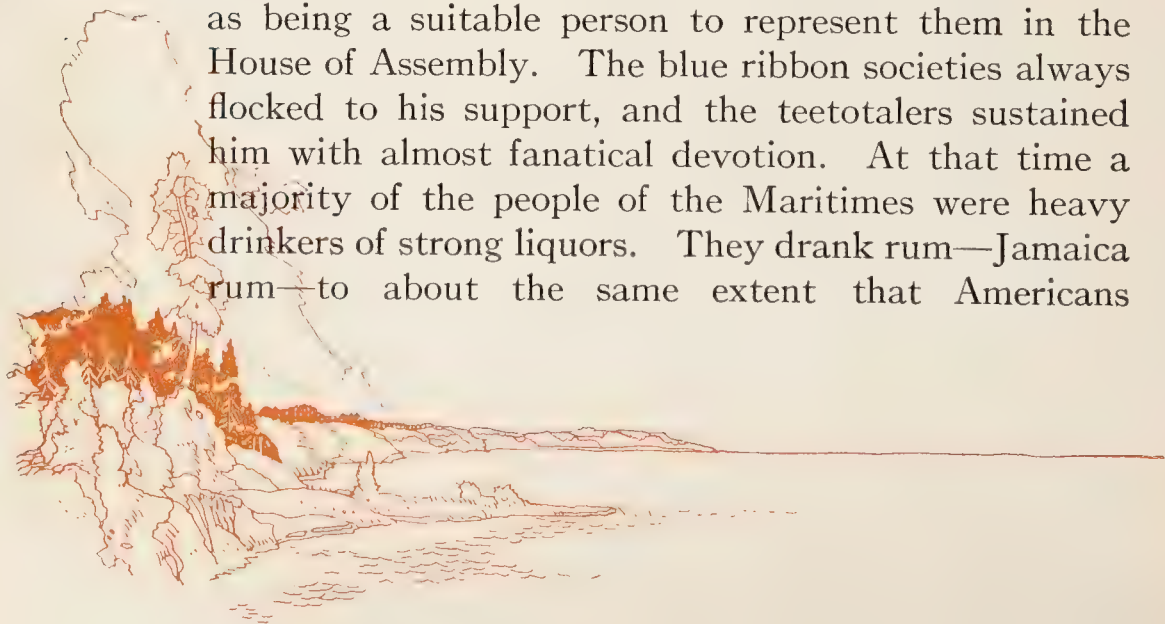 as being a suitable person to represent them in the
House of Assembly. The blue ribbon societies always
flocked to his support, and the teetotalers sustained
him with almost fanatical devotion. At that time a
majority of the people of the Maritimes were heavy
drinkers of strong liquors. They drank rum—Jamaica
rum—to about the same extent that Americans